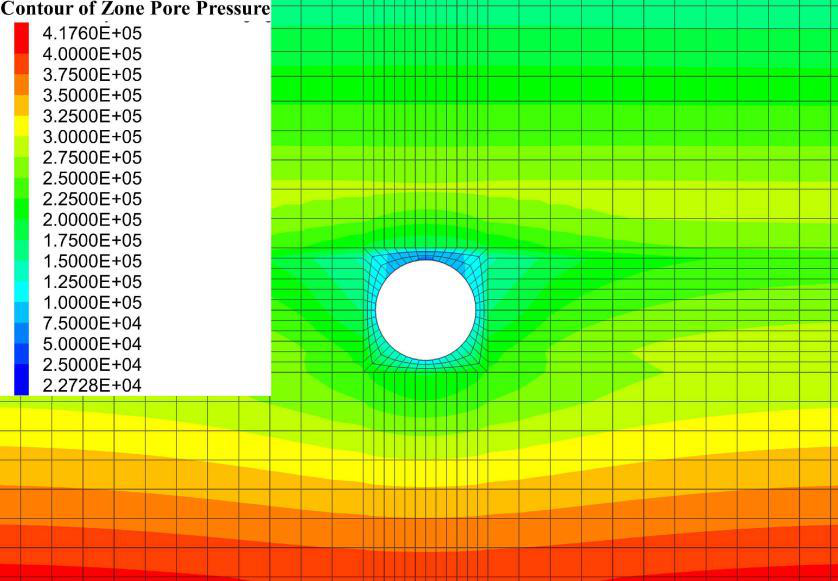 Contour of Zone Pore Pressure
4.1760E+05
4.0000E+05
3.7500E+05
3.5000E+05
3.2500E+05
3.0000E+05
2.7500E+05
2.5000E+05
2.2500E+05
2.0000E+05
1.7500E+05
1.5000E+05
1.2500E+05
1.0000E+05
7.5000E+04
5.0000E+04
2.5000E+04
2.2728E+04